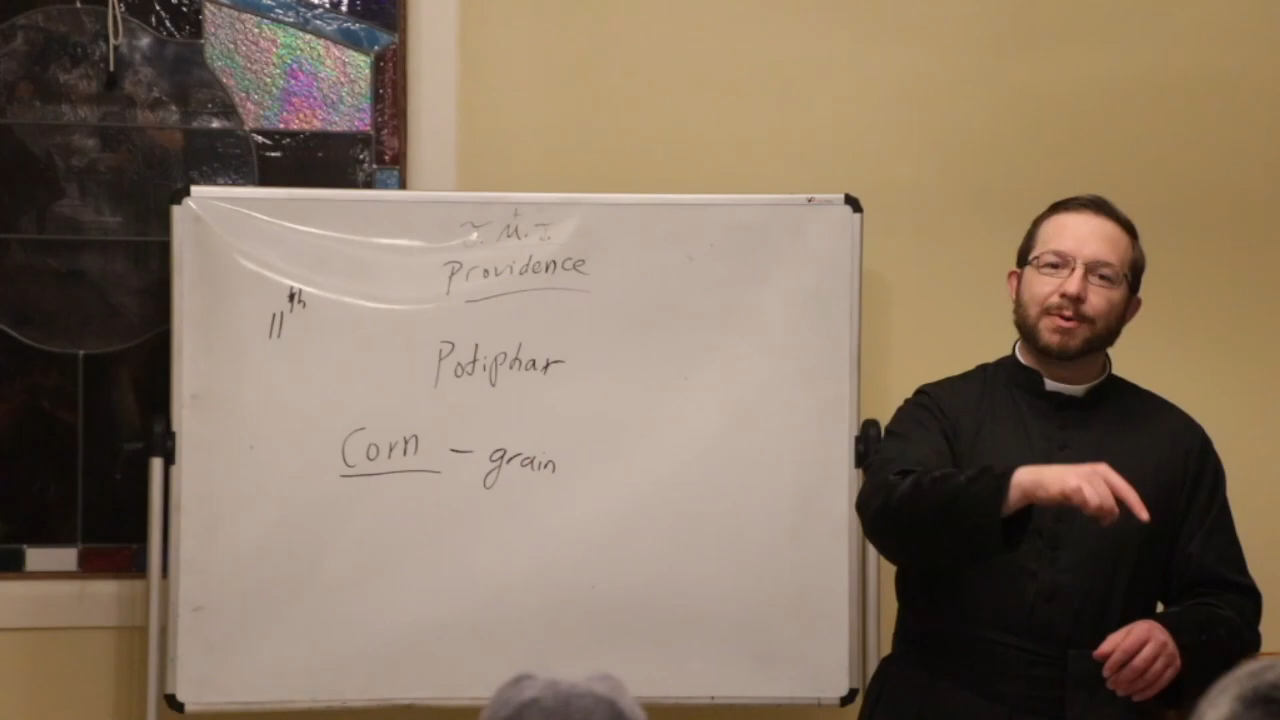 J. M. J.
Providence
11th
Potiphar
Corn - grain